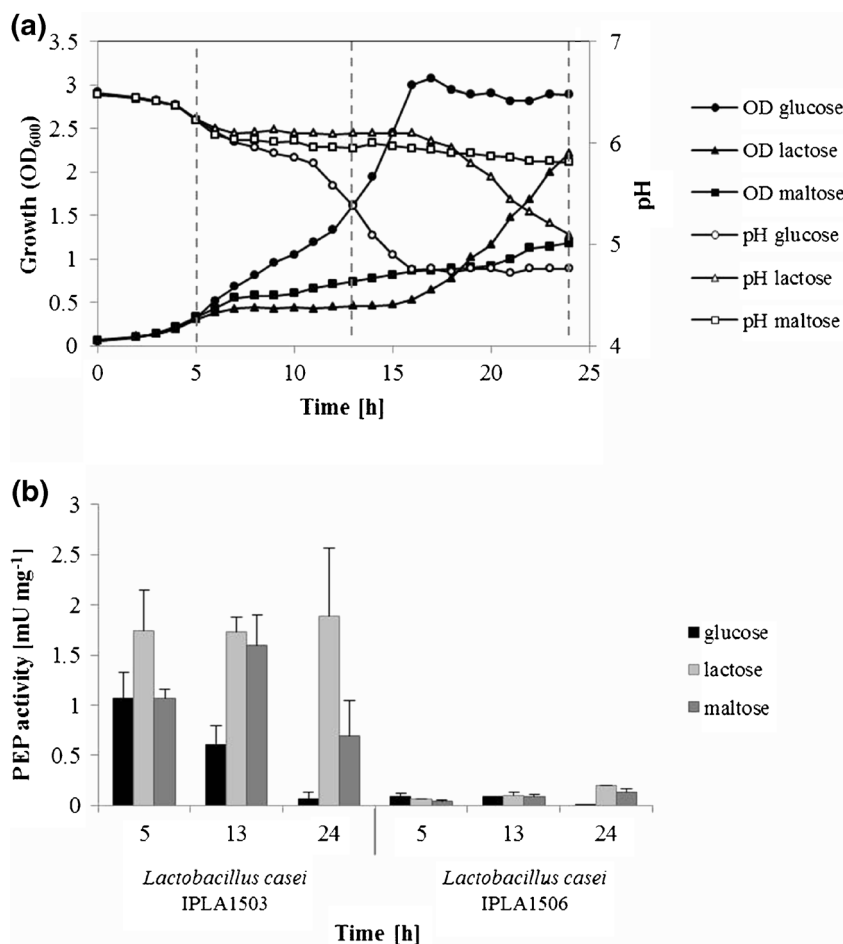 (a)
3.5
3
2.5
2
1.5
1
0.5
0
Growth (OD600)
7
6
5
4
pH
0 5 10 15 20 25
Time [h]
OD glucose
OD lactose
OD maltose
pH glucose
pH lactose
pH maltose
(b)
3
2.5
2
1.5
1
0.5
0
PEP activity [mU mg-1]
glucose
lactose
maltose
5 13 24 5 13 24
Lactobacillus casei Lactobacillus casei
IPLA1503 IPLA1506
Time [h]